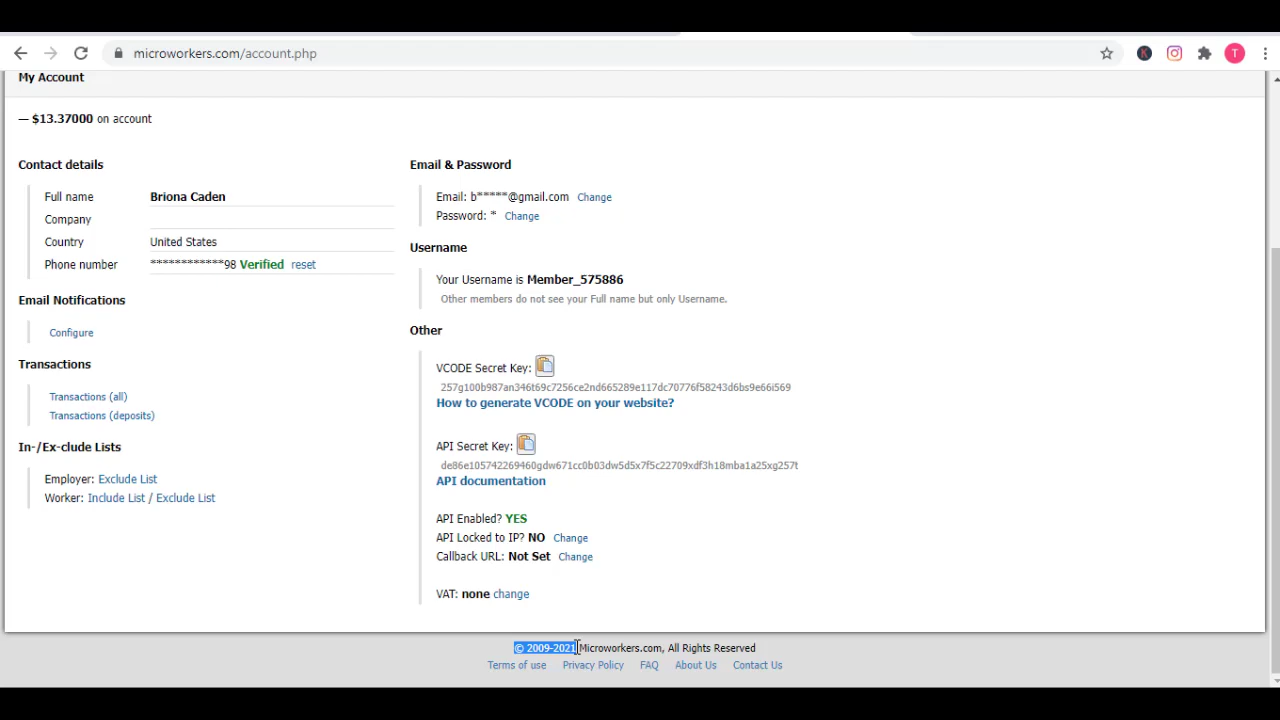 microworkers.com/account.php
K
T
My Account
— $13.37000 on account
Contact details
Full name Briona Caden
Company
Country United States
Phone number ************98 Verified reset
Email Notifications
Configure
Transactions
Transactions (all)
Transactions (deposits)
In-/Ex-clude Lists
Employer: Exclude List
Worker: Include List / Exclude List
Email & Password
Email: b*****@gmail.com Change
Password: * Change
Username
Your Username is Member_575886
Other members do not see your Full name but only Username.
Other
VCODE Secret Key:
257g100b987an346t69c7256ce2nd665289e117dc70776f58243d6bs9e66i569
How to generate VCODE on your website?
API Secret Key:
de86e105742269460gdw671cc0b03dw5d5x7f5c22709xdf3h18mba1a25xg257t
API documentation
API Enabled? YES
API Locked to IP? NO Change
Callback URL: Not Set Change
VAT: none change
© 2009-2021 Microworkers.com, All Rights Reserved
Terms of use Privacy Policy FAQ About Us Contact Us